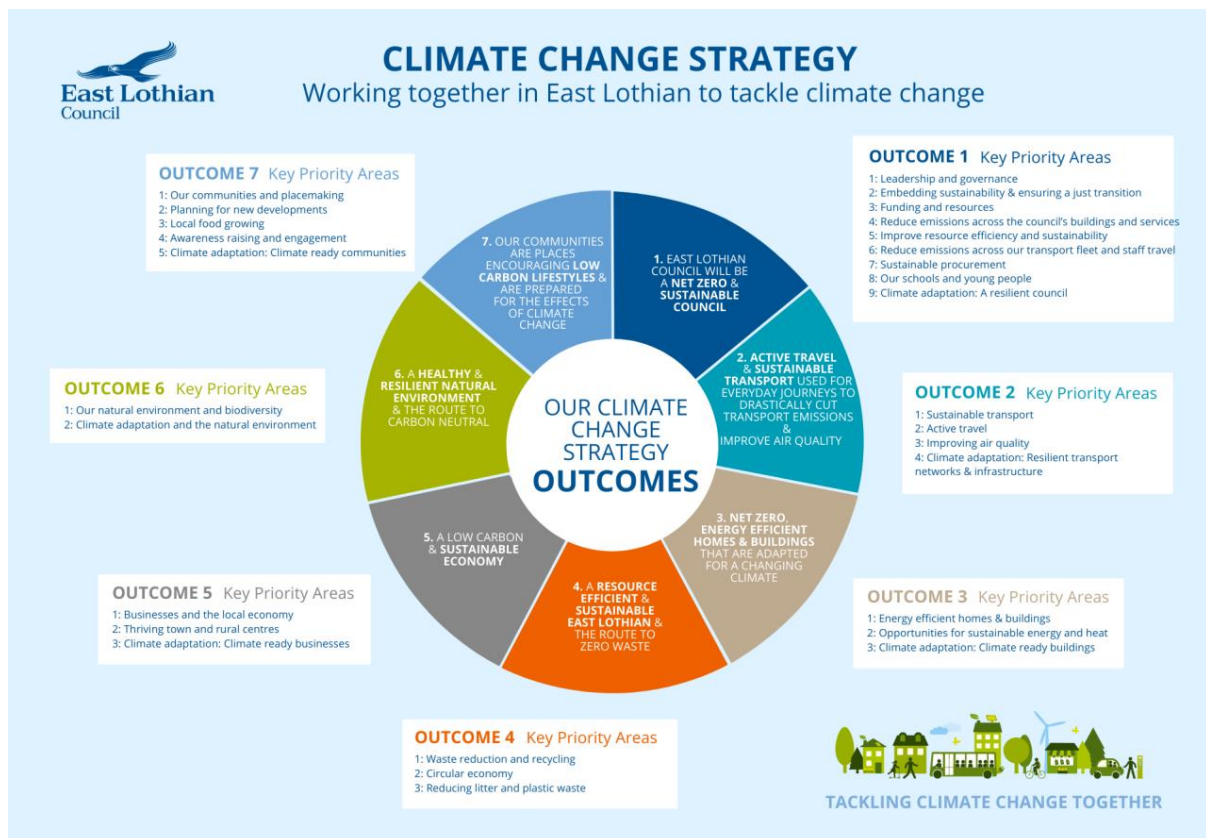 East Lothian
Council
CLIMATE CHANGE STRATEGY
Working together in East Lothian to tackle climate change
OUTCOME 1 Key Priority Areas
1: Leadership and governance
2: Embedding sustainability & ensuring a just transition
3: Funding and resources
4: Reduce emissions across the council's buildings and services
5: Improve resource efficiency and sustainability
6: Reduce emissions across our transport fleet and staff travel
7: Sustainable procurement
8: Our schools and young people
9: Climate adaptation: A resilient council
OUTCOME 2 Key Priority Areas
1: Sustainable transport
2: Active travel
3: Improving air quality
4: Climate adaptation: Resilient transport
networks & infrastructure
OUTCOME 3 Key Priority Areas
1: Energy efficient homes & buildings
2: Opportunities for sustainable energy and heat
3: Climate adaptation: Climate ready buildings
OUTCOME 4 Key Priority Areas
1: Waste reduction and recycling
2: Circular economy
3: Reducing litter and plastic waste
OUTCOME 5 Key Priority Areas
1: Businesses and the local economy
2: Thriving town and rural centres
3: Climate adaptation: Climate ready businesses
OUTCOME 6 Key Priority Areas
1: Our natural environment and biodiversity
2: Climate adaptation and the natural environment
OUTCOME 7 Key Priority Areas
1: Our communities and placemaking
2: Planning for new developments
3: Local food growing
4: Awareness raising and engagement
5: Climate adaptation: Climate ready communities
1. EAST LOTHIAN
COUNCIL WILL BE
A NET ZERO &
SUSTAINABLE
COUNCIL
2. ACTIVE TRAVEL
& SUSTAINABLE
TRANSPORT USED FOR
EVERYDAY JOURNEYS TO
DRASTICALLY CUT
TRANSPORT EMISSIONS
&
IMPROVE AIR QUALITY
3. NET ZERO,
ENERGY EFFICIENT
HOMES & BUILDINGS
THAT ARE ADAPTED
FOR A CHANGING
CLIMATE
4. A RESOURCE
EFFICIENT &
SUSTAINABLE
EAST LOTHIAN &
THE ROUTE TO
ZERO WASTE
5. A LOW CARBON
& SUSTAINABLE
ECONOMY
6. A HEALTHY &
RESILIENT NATURAL
ENVIRONMENT
& THE ROUTE TO
CARBON NEUTRAL
7. OUR COMMUNITIES
ARE PLACES
ENCOURAGING LOW
CARBON LIFESTYLES &
ARE PREPARED
FOR THE EFFECTS
OF CLIMATE
CHANGE
OUR CLIMATE
CHANGE
STRATEGY
OUTCOMES
TACKLING CLIMATE CHANGE TOGETHER